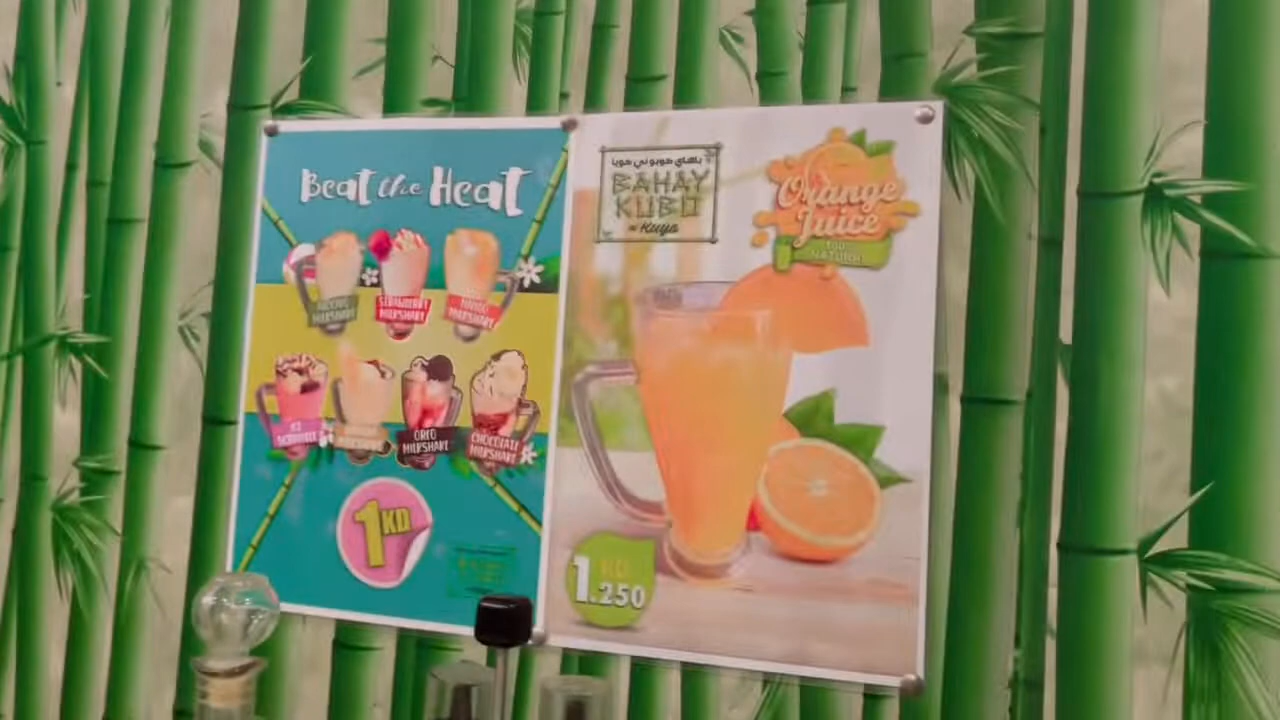 Beat the Heat
STRAWBERRY
MILKSHAKE
MANGO
MILKSHAKE
OREO
MILKSHAKE
CHOCOLATE
MILKSHAKE
1KD
باهاي كوبو ني كويا
BAHAY
KUBO
ni Kuya
Orange
Juice
100
NATURAL
KD
1.250